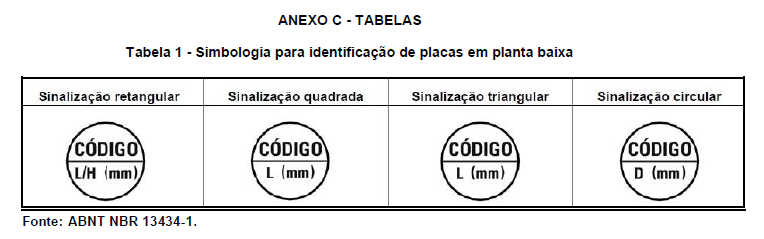 ANEXO C - TABELAS
Tabela 1 - Simbologia para identificação de placas em planta baixa
Sinalização retangular Sinalização quadrada Sinalização triangular Sinalização circular
CÓDIGO CÓDIGO CÓDIGO CÓDIGO
L/H (mm) L (mm) L (mm) D (mm)
Fonte: ABNT NBR 13434-1.